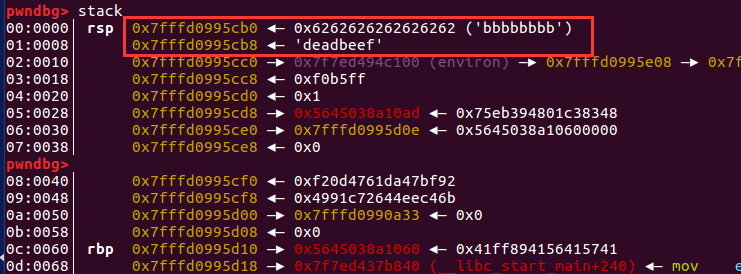 pwndbg> stack
00:0000│ rsp 0x7fffd0995cb0 ◂— 0x6262626262626262 ('bbbbbbbb')
01:0008│     0x7fffd0995cb8 ◂— 'deadbeef'
02:0010│     0x7fffd0995cc0 —▸ 0x7f7ed494c100 (environ) —▸ 0x7fffd0995e08 —▸ 0x7f
03:0018│     0x7fffd0995cc8 ◂— 0xf0b5ff
04:0020│     0x7fffd0995cd0 ◂— 0x1
05:0028│     0x7fffd0995cd8 —▸ 0x5645038a10ad ◂— 0x75eb394801c38348
06:0030│     0x7fffd0995ce0 —▸ 0x7fffd0995d0e ◂— 0x5645038a10600000
07:0038│     0x7fffd0995ce8 ◂— 0x0
pwndbg>
08:0040│     0x7fffd0995cf0 ◂— 0xf20d4761da47bf92
09:0048│     0x7fffd0995cf8 ◂— 0x4991c72644eec46b
0a:0050│     0x7fffd0995d00 —▸ 0x7fffd0990a33 ◂— 0x0
0b:0058│     0x7fffd0995d08 ◂— 0x0
0c:0060│ rbp 0x7fffd0995d10 —▸ 0x5645038a1060 ◂— 0x41ff894156415741
0d:0068│     0x7fffd0995d18 —▸ 0x7f7ed437b840 (__libc_start_main+240) ◂— mov    e